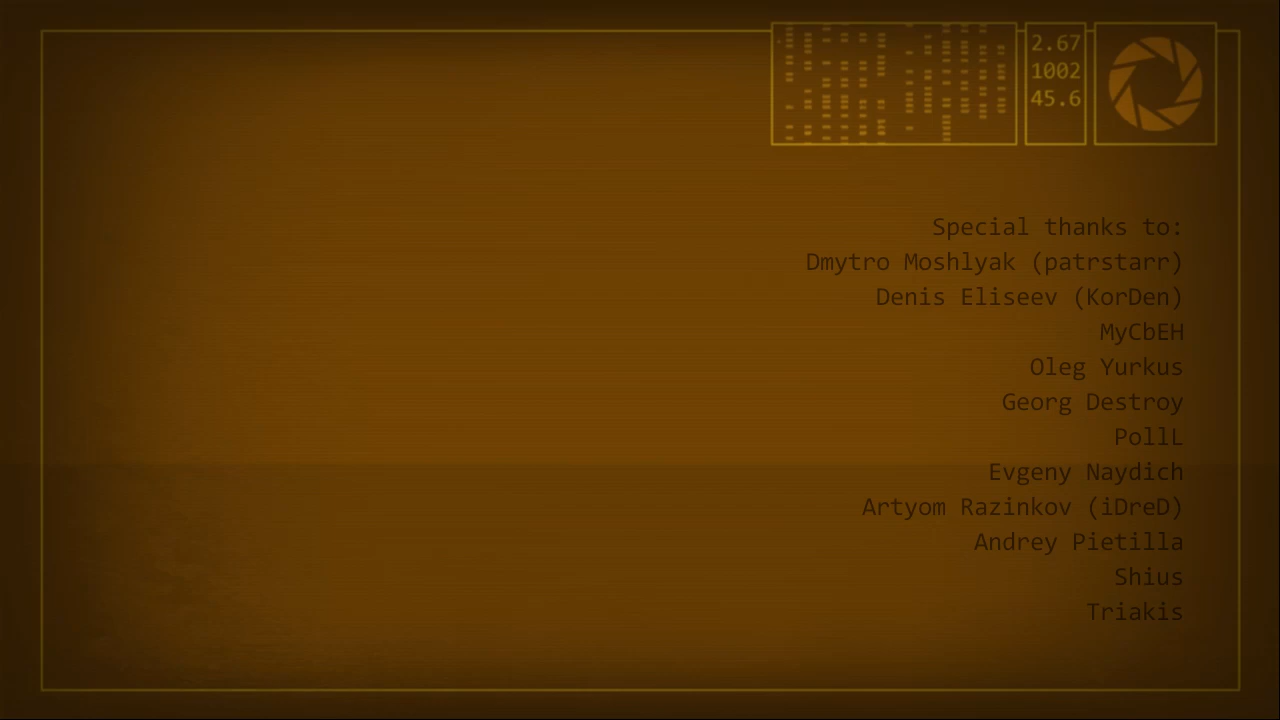 2.67
1002
45.6
Special thanks to:
Dmytro Moshlyak (patrstarr)
Denis Eliseev (KorDen)
MyCbEH
Oleg Yurkus
Georg Destroy
PollL
Evgeny Naydich
Artyom Razinkov (iDreD)
Andrey Pietilla
Shius
Triakis